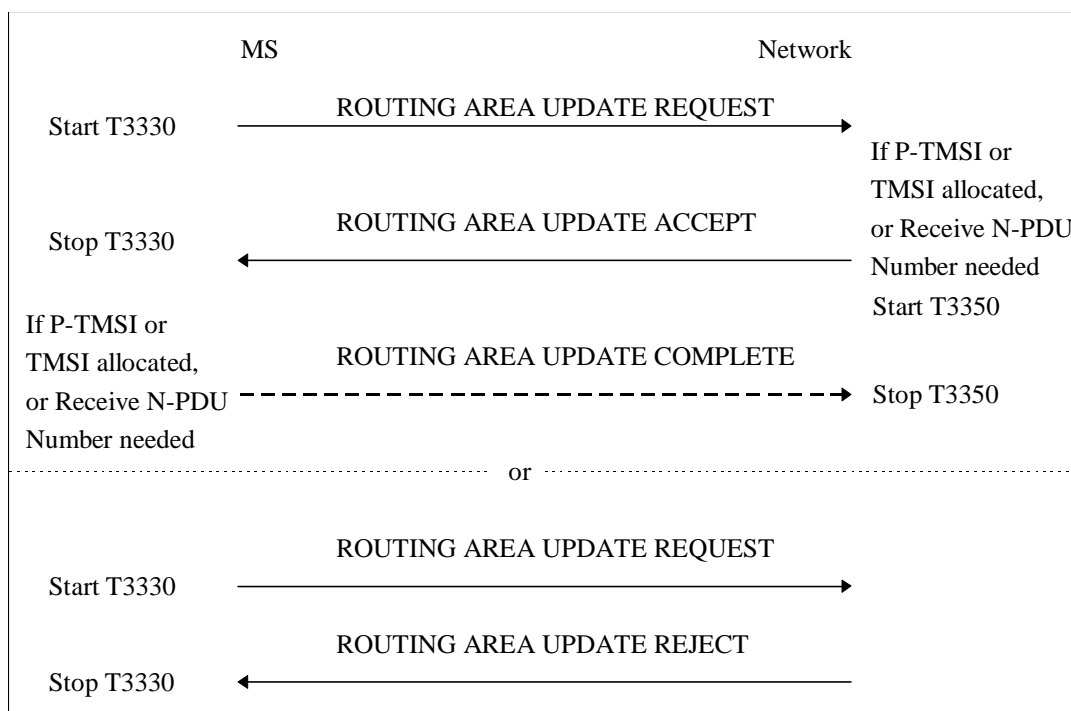 MS
Network
ROUTING AREA UPDATE REQUEST
Start T3330
If P-TMSI or
TMSI allocated,
or Receive N-PDU
Number needed
Start T3350
ROUTING AREA UPDATE ACCEPT
Stop T3330
If P-TMSI or
TMSI allocated,
or Receive N-PDU
Number needed
ROUTING AREA UPDATE COMPLETE
Stop T3350
or
ROUTING AREA UPDATE REQUEST
Start T3330
ROUTING AREA UPDATE REJECT
Stop T3330